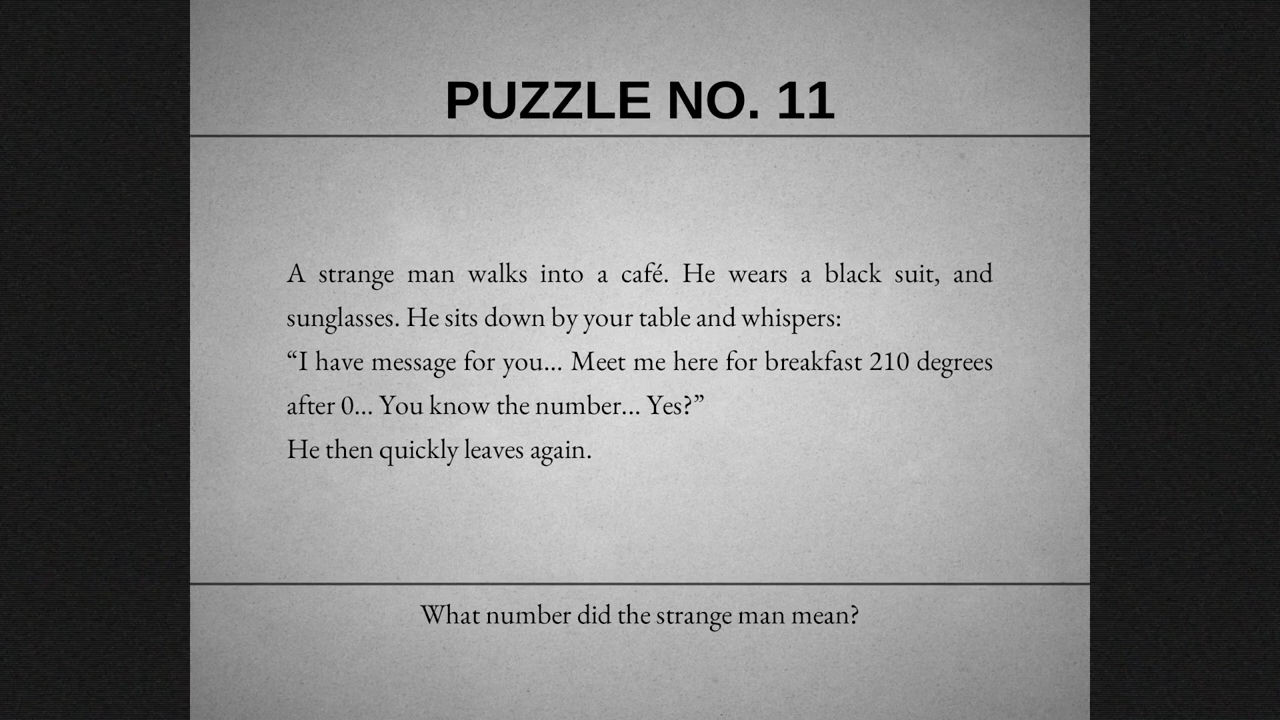 PUZZLE NO. 11
A strange man walks into a café. He wears a black suit, and
sunglasses. He sits down by your table and whispers:
“I have message for you... Meet me here for breakfast 210 degrees
after 0... You know the number... Yes?”
He then quickly leaves again.
What number did the strange man mean?